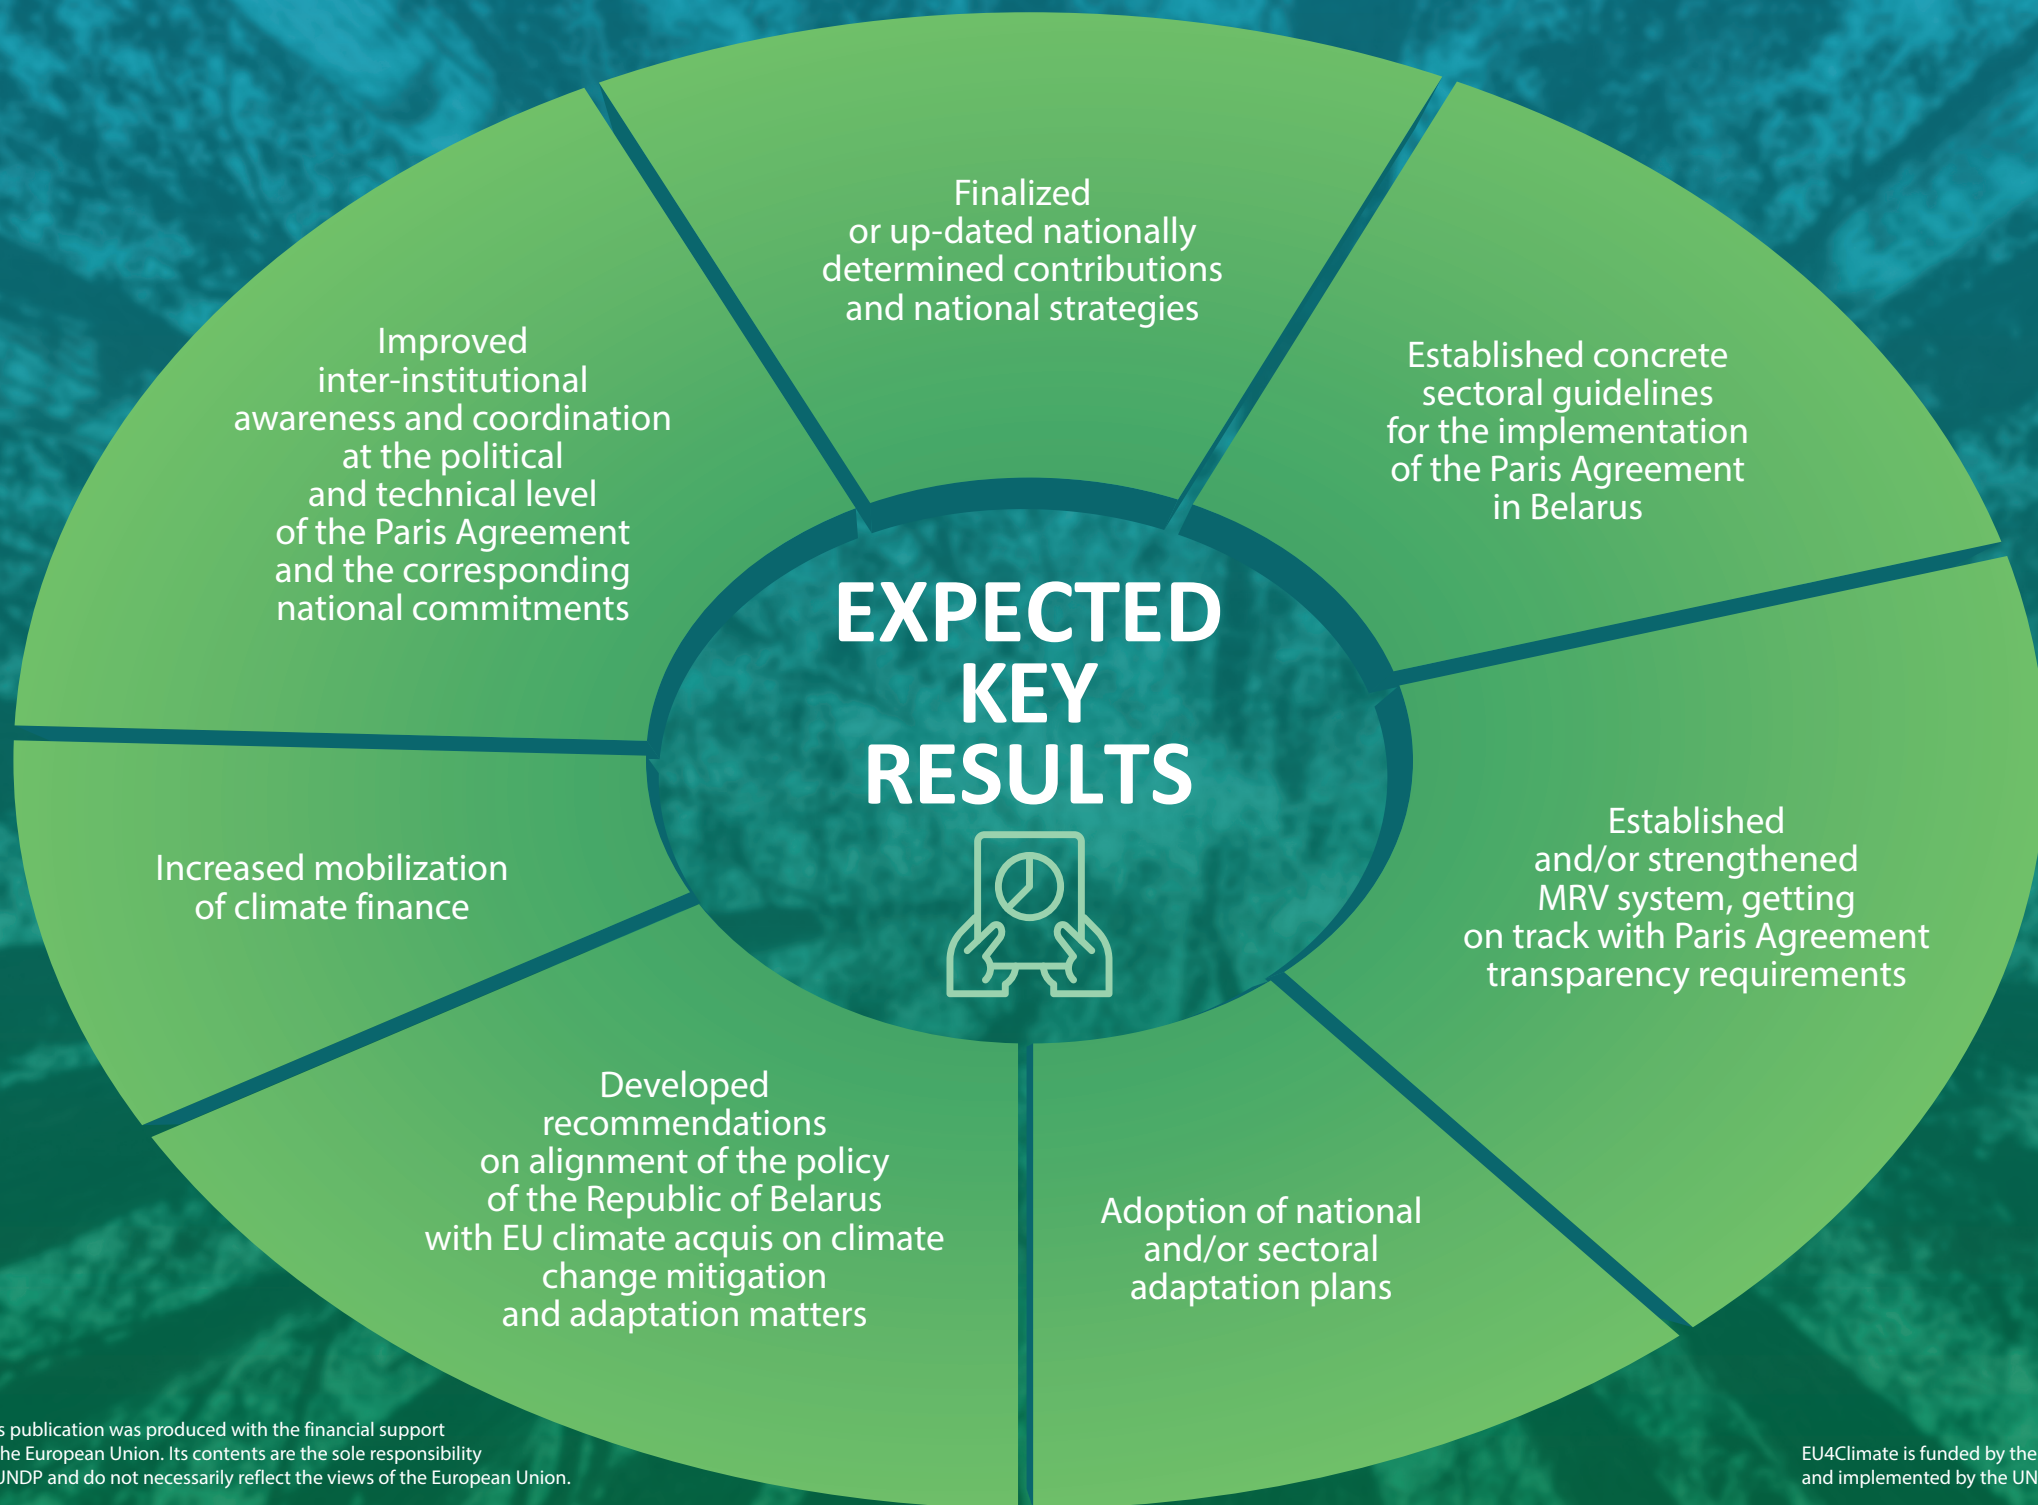 EXPECTED
KEY
RESULTS
Finalized
or up-dated nationally
determined contributions
and national strategies
Established concrete
sectoral guidelines
for the implementation
of the Paris Agreement
in Belarus
Established
and/or strengthened
MRV system, getting
on track with Paris Agreement
transparency requirements
Adoption of national
and/or sectoral
adaptation plans
Developed
recommendations
on alignment of the policy
of the Republic of Belarus
with EU climate acquis on climate
change mitigation
and adaptation matters
Increased mobilization
of climate finance
Improved
inter-institutional
awareness and coordination
at the political
and technical level
of the Paris Agreement
and the corresponding
national commitments
publication was produced with the financial support
European Union. Its contents are the sole responsibility
UNDP and do not necessarily reflect the views of the European Union.
EU4Climate is funded by the
and implemented by the